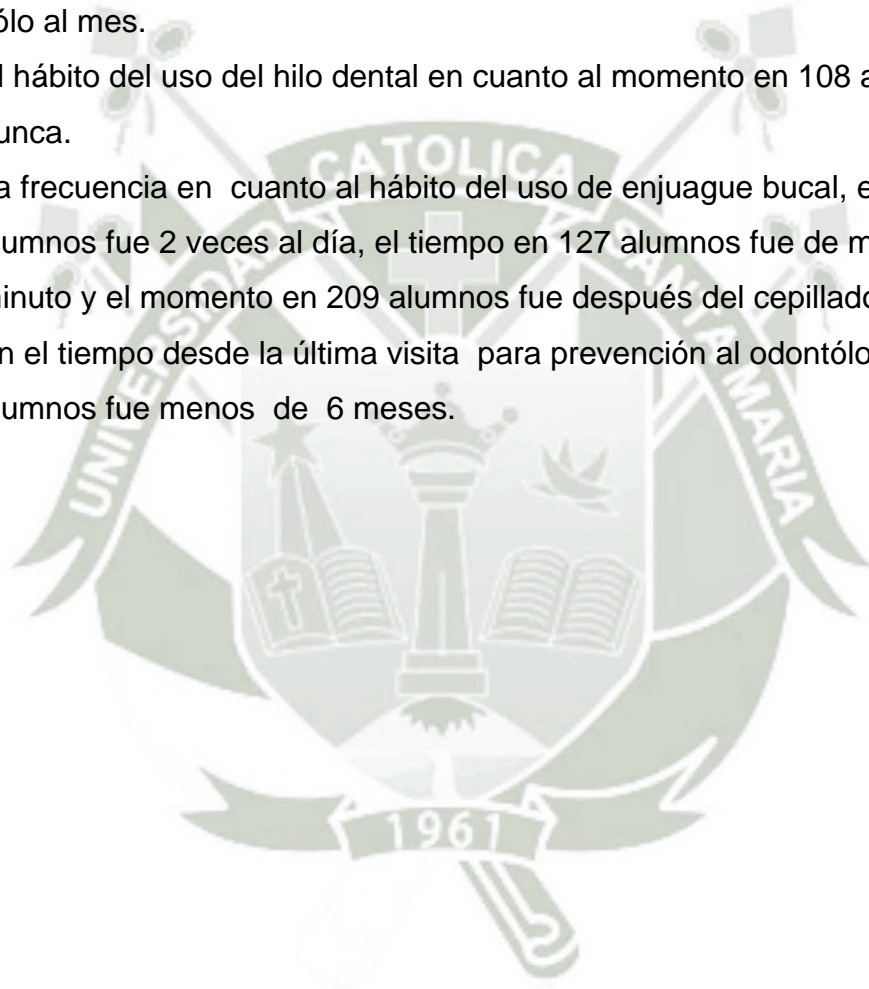 ólo al mes.
l hábito del uso del hilo dental en cuanto al momento en 108 a
unca.
a frecuencia en cuanto al hábito del uso de enjuague bucal, e
lumnos fue 2 veces al día, el tiempo en 127 alumnos fue de m
inuto y el momento en 209 alumnos fue después del cepillado
n el tiempo desde la última visita para prevención al odontólo
lumnos fue menos de 6 meses.
UNIVERSIDAD CATOLICA SANTA MARIA
1961